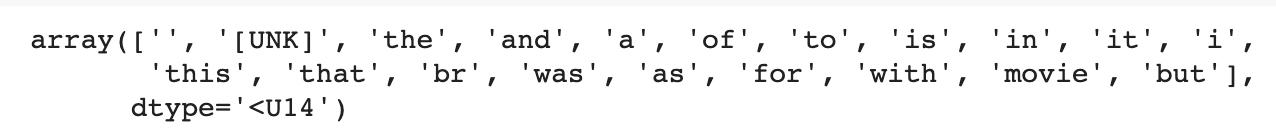 array(['', '[UNK]', 'the', 'and', 'a', 'of', 'to', 'is', 'in', 'it', 'i',
'this', 'that', 'br', 'was', 'as', 'for', 'with', 'movie', 'but'],
dtype='<U14')